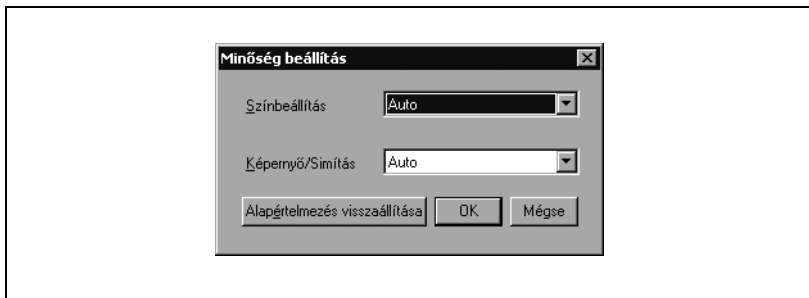 Minőség beállítás
Színbeállítás Auto
Képernyő/Simítás Auto
Alapértelmezés visszaállítása OK Mégse